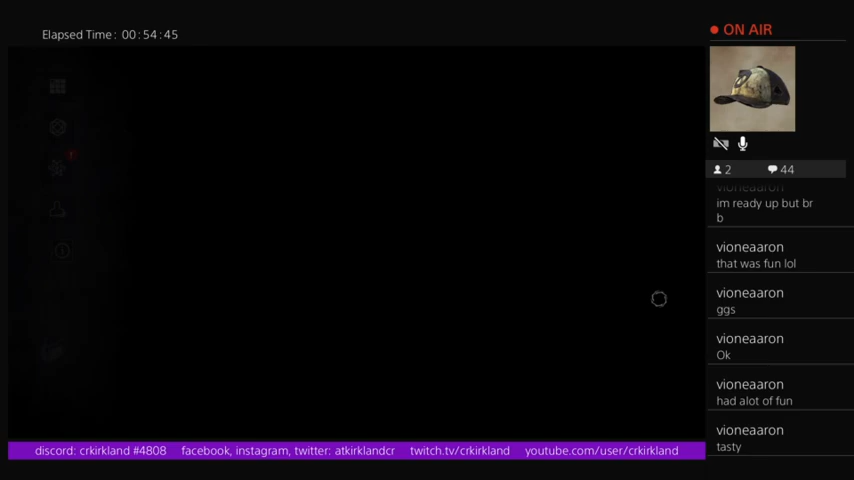 Elapsed Time: 00:54:45
ON AIR
2 44
vioneaaron
im ready up but br
b
vioneaaron
that was fun lol
vioneaaron
ggs
vioneaaron
Ok
vioneaaron
had alot of fun
vioneaaron
tasty
discord: crkirkland #4808 facebook, instagram, twitter: atkirklandcr twitch.tv/crkirkland youtube.com/user/crkirkland